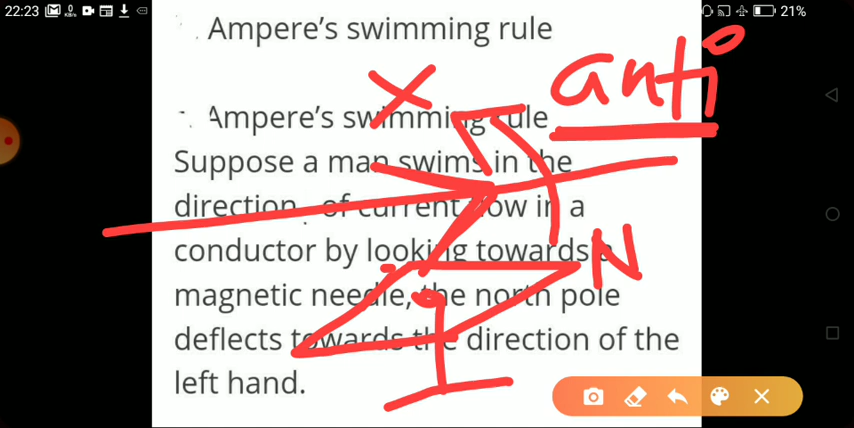 22:23
21%
Ampere's swimming rule
anti
Ampere's swimming rule
Suppose a man swims in the
direction of current flow in a
conductor by looking towards a
N
magnetic needle, the north pole
deflects towards the direction of the
left hand.